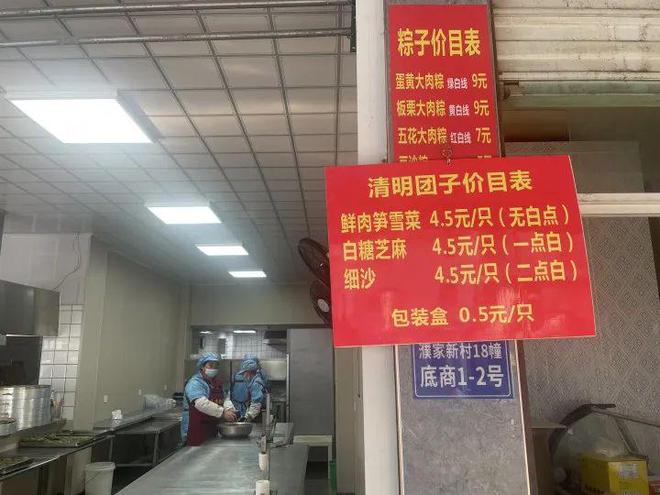 粽子价目表
蛋黄大肉粽 绿白线 9元
板栗大肉粽 黄白线 9元
五花大肉粽 红白线 7元
清明团子价目表
鲜肉笋雪菜 4.5元/只（无白点）
白糖芝麻 4.5元/只（一点白）
细沙 4.5元/只（二点白）
包装盒 0.5元/只
濮家新村18幢
底商1-2号